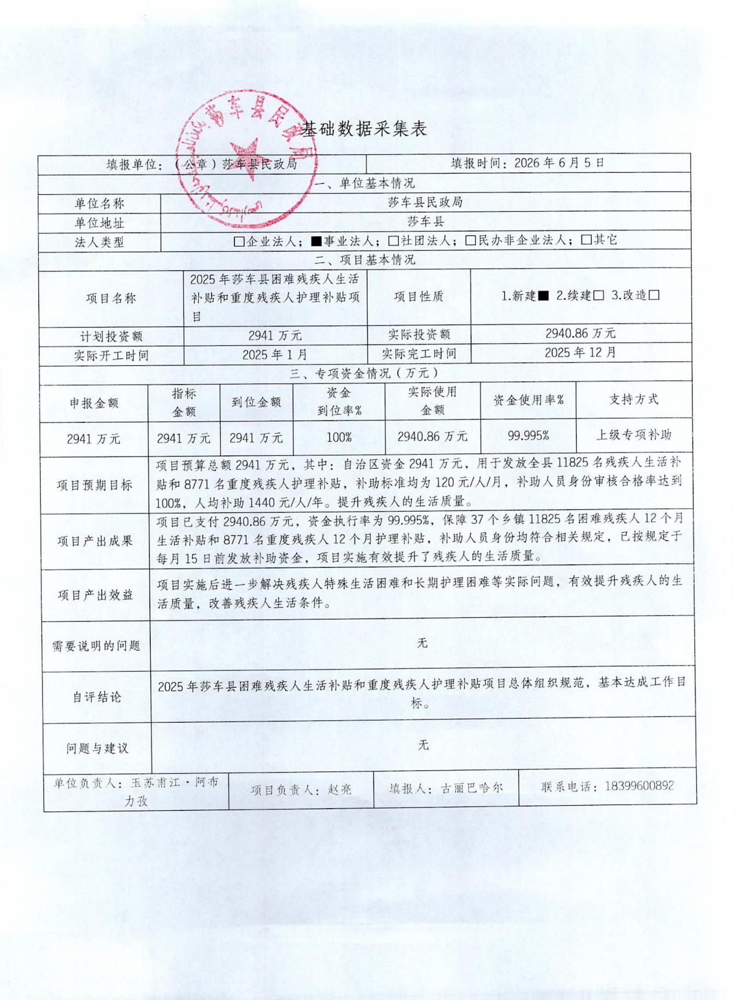 莎车县民政局
基础数据采集表
填报单位：（公章）莎车县民政局 填报时间：2026年6月5日
一、单位基本情况
单位名称 莎车县民政局
单位地址 莎车县
法人类型 □企业法人；■事业法人；□社团法人；□民办非企业法人；□其它
二、项目基本情况
项目名称
2025年莎车县困难残疾人生活
补贴和重度残疾人护理补贴项
目
项目性质 1.新建■ 2.续建□ 3.改造□
计划投资额 2941万元 实际投资额 2940.86万元
实际开工时间 2025年1月 实际完工时间 2025年12月
三、专项资金情况（万元）
申报金额
指标
金额
到位金额
资金
到位率%
实际使用
金额
资金使用率%
支持方式
2941万元 2941万元 2941万元 100% 2940.86万元 99.995% 上级专项补助
项目预期目标
项目预算总额2941万元，其中：自治区资金2941万元，用于发放全县11825名残疾人生活补
贴和8771名重度残疾人护理补贴，补助标准均为120元/人/月，补助人员身份审核合格率达到
100%，人均补助1440元/人/年。提升残疾人的生活质量。
项目产出成果
项目已支付2940.86万元，资金执行率为99.995%，保障37个乡镇11825名困难残疾人12个月
生活补贴和8771名重度残疾人12个月护理补贴，补助人员身份均符合相关规定，已按规定于
每月15日前发放补助资金，项目实施有效提升了残疾人的生活质量。
项目产出效益
项目实施后进一步解决残疾人特殊生活困难和长期护理困难等实际问题，有效提升残疾人的生
活质量，改善残疾人生活条件。
需要说明的问题 无
自评结论
2025年莎车县困难残疾人生活补贴和重度残疾人护理补贴项目总体组织规范，基本达成工作目
标。
问题与建议 无
单位负责人：玉苏甫江·阿布
力孜
项目负责人：赵亮 填报人：古丽巴哈尔 联系电话：18399600892